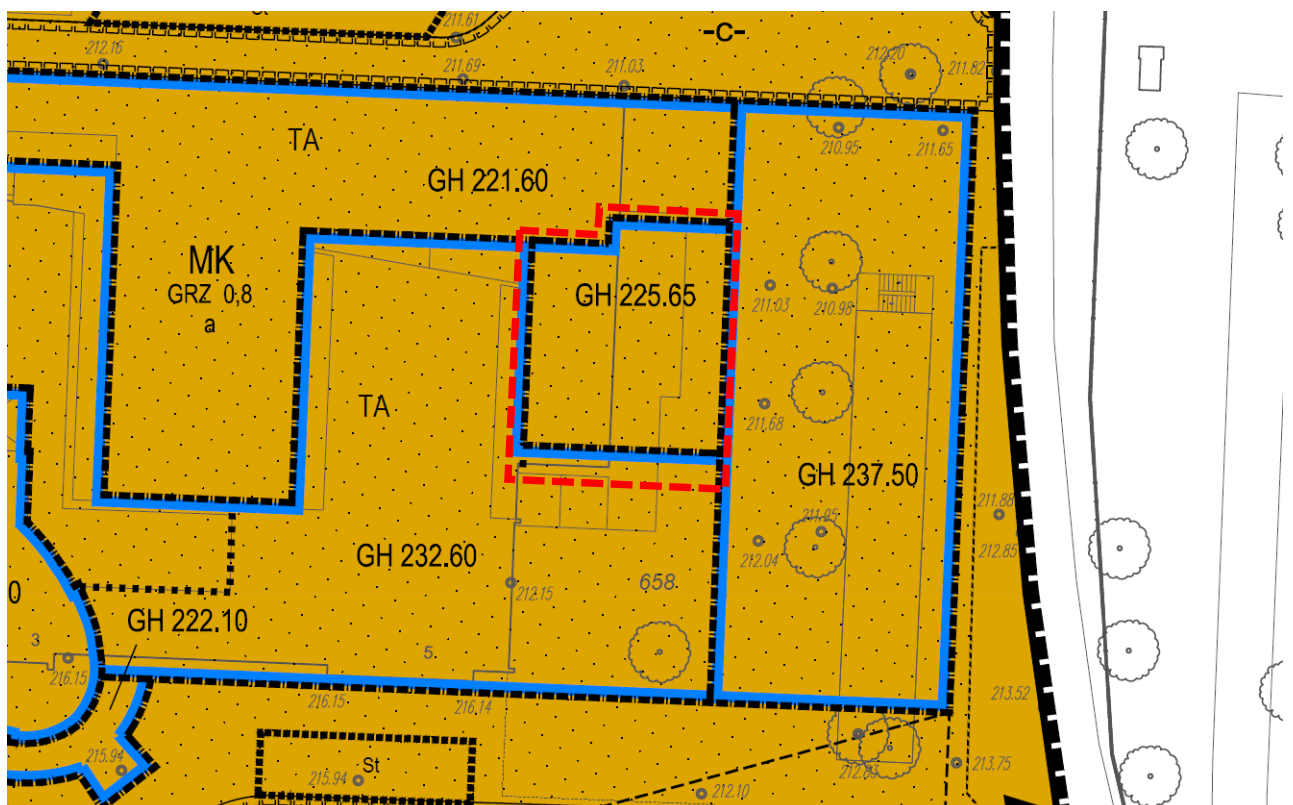 St
211.61
-C-
212.16
211.69
211.03
212.20
211.82
TA
210.95
211.65
GH 221.60
MK
GRZ 0,8
a
GH 225.65
211.03
210.98
TA
211.68
GH 237.50
211.88
211.95
212.04
212.85
GH 232.60
658
212.15
0
GH 222.10
3
5.
216.15
216.15
216.14
213.52
215.94
St
215.94
212.83
213.75
212.10